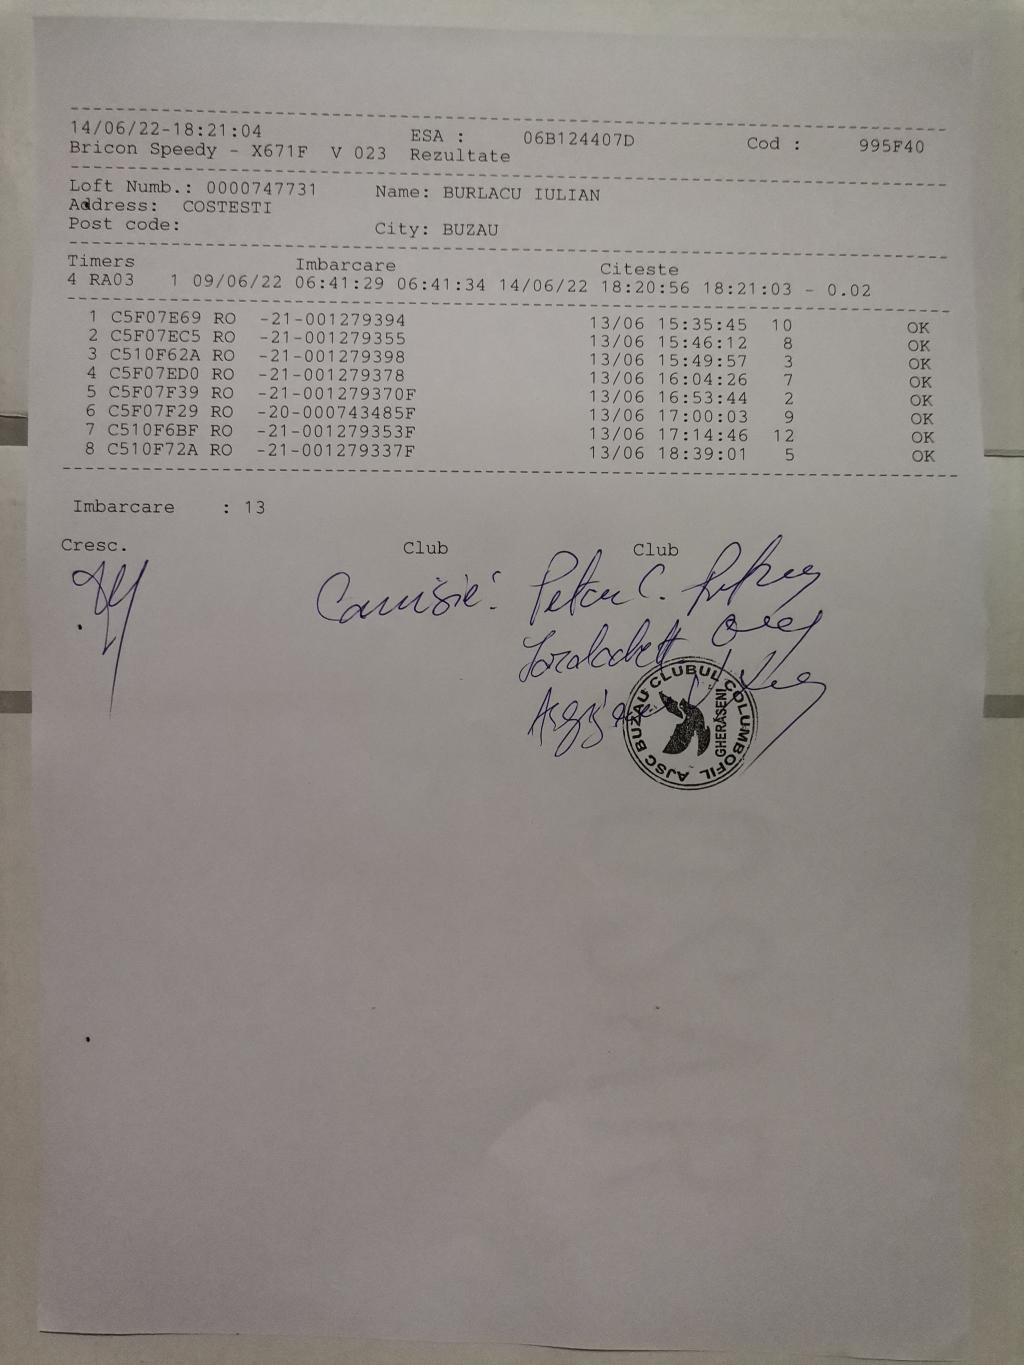 14/06/22-18:21:04 ESA : 06B124407D Cod : 995F40
Bricon Speedy - X671F V 023 Rezultate
Loft Numb.: 0000747731 Name: BURLACU IULIAN
Address: COSTESTI
Post code: City: BUZAU
Timers Imbarcare Citeste
4 RA03 1 09/06/22 06:41:29 06:41:34 14/06/22 18:20:56 18:21:03 - 0.02
1 C5F07E69 RO -21-001279394 13/06 15:35:45 10 OK
2 C5F07EC5 RO -21-001279355 13/06 15:46:12 8 OK
3 C510F62A RO -21-001279398 13/06 15:49:57 3 OK
4 C5F07ED0 RO -21-001279378 13/06 16:04:26 7 OK
5 C5F07F39 RO -21-001279370F 13/06 16:53:44 2 OK
6 C5F07F29 RO -20-000743485F 13/06 17:00:03 9 OK
7 C510F6BF RO -21-001279353F 13/06 17:14:46 12 OK
8 C510F72A RO -21-001279337F 13/06 18:39:01 5 OK
Imbarcare : 13
Cresc. Club Club
C.
AJSC BUZAU CLUBUL COLUMBOFIL
GHERĂSENI